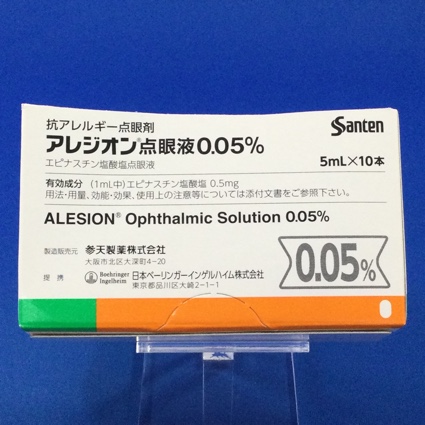 抗アレルギー点眼剤
Santen
アレジオン®点眼液0.05%
5mL×10本
エピナスチン塩酸塩点眼液
有効成分 (1mL中)エピナスチン塩酸塩 0.5mg
用法・用量、効能・効果、使用上の注意等については添付文書をご参照下さい。
ALESION® Ophthalmic Solution 0.05%
製造販売元 参天製薬株式会社
大阪市北区大深町4-20
提携 Boehringer Ingelheim 日本ベーリンガーインゲルハイム株式会社
東京都品川区大崎2-1-1
0.05%